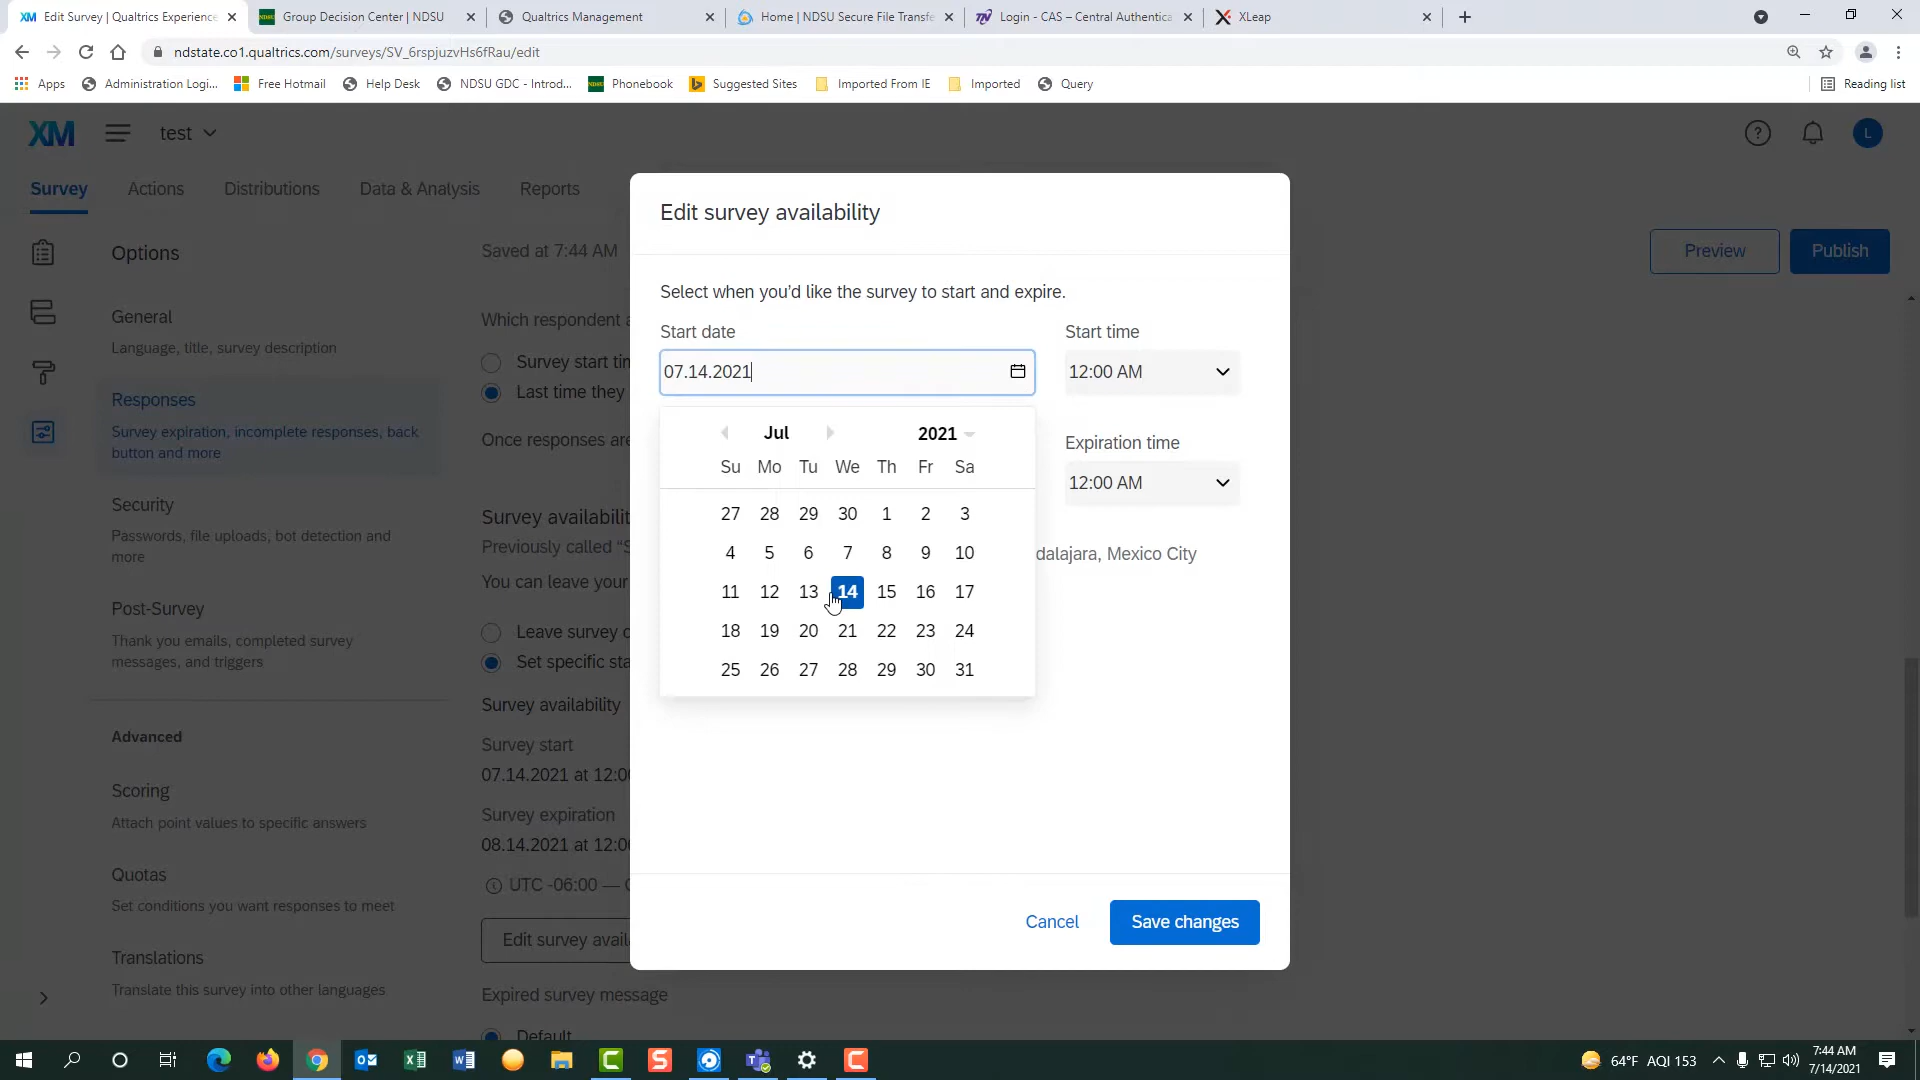 Edit Survey | Qualtrics Experience
Group Decision Center | NDSU
Qualtrics Management
Home | NDSU Secure File Transfe
Login - CAS – Central Authentica
XLeap
ndstate.co1.qualtrics.com/surveys/SV_6rspjuzvHs6fRau/edit
Apps
Administration Logi...
Free Hotmail
Help Desk
NDSU GDC - Introd...
Phonebook
Suggested Sites
Imported From IE
Imported
Query
Reading list
XM
test
L
Survey
Actions
Distributions
Data & Analysis
Reports
Options
Saved at 7:44 AM
Preview
Publish
General
Language, title, survey description
Responses
Survey expiration, incomplete responses, back
button and more
Security
Passwords, file uploads, bot detection and
more
Post-Survey
Thank you emails, completed survey
messages, and triggers
Advanced
Scoring
Attach point values to specific answers
Quotas
Set conditions you want responses to meet
Translations
Translate this survey into other languages
Which respondent a
Survey start tim
Last time they
Once responses are
Survey availabilit
Previously called “S
You can leave your
Leave survey o
Set specific sta
Survey availability
Survey start
07.14.2021 at 12:00
Survey expiration
08.14.2021 at 12:00
UTC -06:00 —
Edit survey avail
Expired survey message
Default
Edit survey availability
Select when you’d like the survey to start and expire.
Start date
Start time
07.14.2021
12:00 AM
Expiration time
12:00 AM
dalajara, Mexico City
Jul 2021
Su Mo Tu We Th Fr Sa
27 28 29 30 1 2 3
4 5 6 7 8 9 10
11 12 13 14 15 16 17
18 19 20 21 22 23 24
25 26 27 28 29 30 31
Cancel
Save changes
64°F AQI 153
7:44 AM
7/14/2021